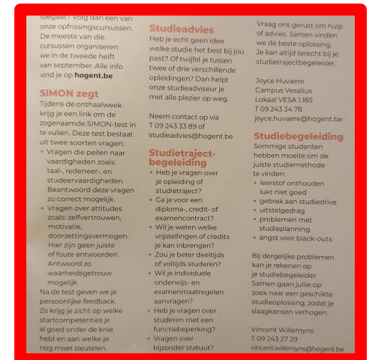 toegaat? Volg dan een van
onze opfrissingscursussen.
De meeste van die
cursussen organiseren
we in de tweede helft
van september. Alle info
vind je op hogent.be
SIMON zegt
Tijdens de onthaalweek
krijg je een link om de
zogenaamde SIMON-test in
te vullen. Deze test bestaat
uit twee soorten vragen:
+ Vragen die peilen naar
vaardigheden zoals:
taal-, redeneer-, en
studeervaardigheden.
Beantwoord deze vragen
zo correct mogelijk.
+ Vragen over attitudes
zoals: zelfvertrouwen,
motivatie,
doorzettingsvermogen.
Hier zijn geen juiste
of foute antwoorden.
Antwoord zo
waarheidsgetrouw
mogelijk.
Na de test geven we je
persoonlijke feedback.
Zo krijg je zicht op welke
startcompetenties je
al goed onder de knie
hebt en aan welke je
nog moet sleutelen.
Studieadvies
Heb je echt geen idee
welke studie het best bij jou
past? Of twijfel je tussen
twee of drie verschillende
opleidingen? Dan helpt
onze studieadviseur je
met alle plezier op weg.
Neem contact op via
T 09 243 33 89 of
studieadvies@hogent.be
Studietraject-
begeleiding
+ Heb je vragen over
je opleiding of
studietraject?
+ Ga je voor een
diploma-, credit- of
examencontract?
+ Wil je weten welke
vrijstellingen of credits
je kan inbrengen?
+ Zou je beter deeltijds
of voltijds studeren?
+ Wil je individuele
onderwijs- en
examenmaatregelen
aanvragen?
+ Heb je vragen over
studeren met een
functiebeperking?
+ Vragen over
bijzonder statuut?
Vraag ons gerust om hulp
of advies. Samen vinden
we de beste oplossing.
Je kan altijd terecht bij je
studietrajectbegeleider.
Joyce Huvaere
Campus Vesalius
Lokaal VESA 1.185
T 09 243 34 78
joyce.huvaere@hogent.be
Studiebegeleiding
Sommige studenten
hebben moeite om de
juiste studiemethode
te vinden:
+ leerstof onthouden
lukt niet goed
+ gebrek aan studiedrive
+ uitstelgedrag
+ problemen met
studieplanning
+ angst voor black-outs
Bij dergelijke problemen
kan je rekenen op
je studiebegeleider.
Samen gaan jullie op
zoek naar een geschikte
studieoplossing, zodat je
slaagkansen verhogen.
Vincent Willemyns
T 09 243 27 29
vincent.willemyns@hogent.be